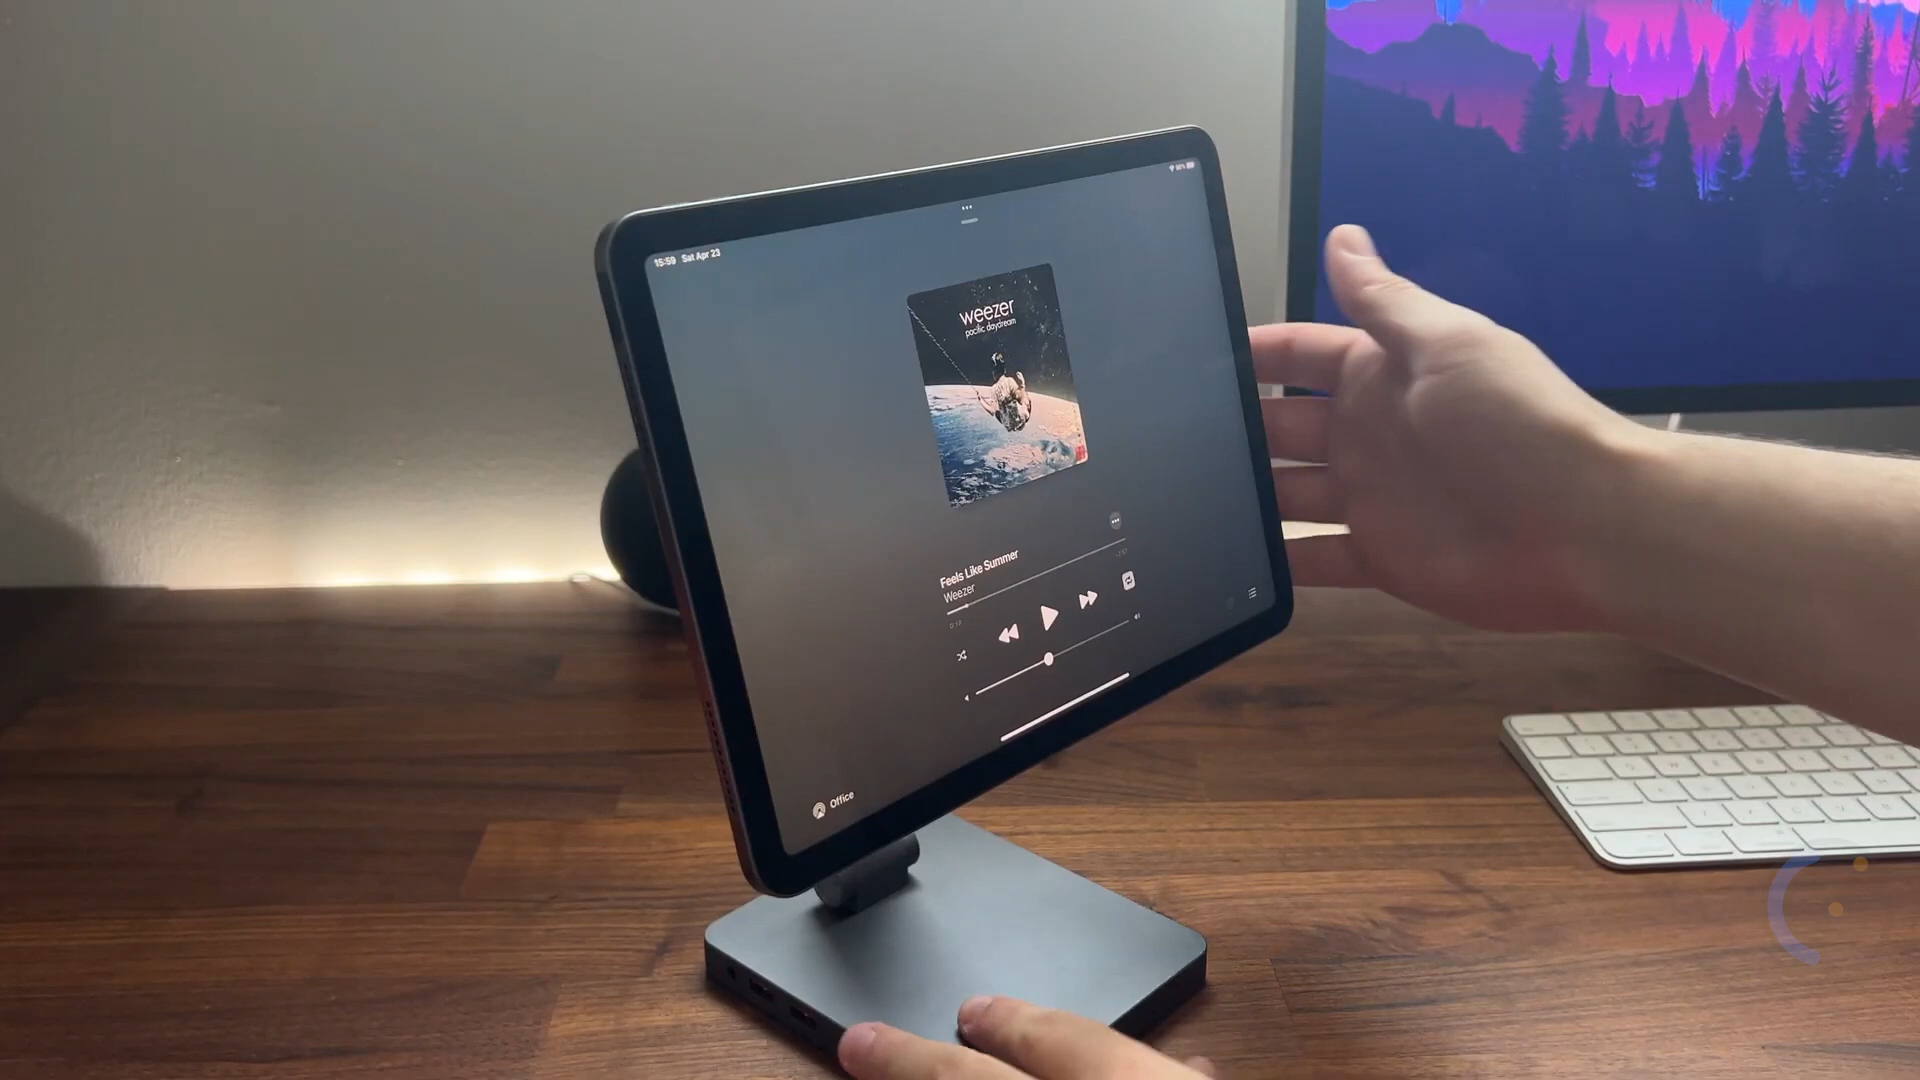 15:59 Sat Apr 23
weezer
pacific daydream
Feels Like Summer
Weezer
Office